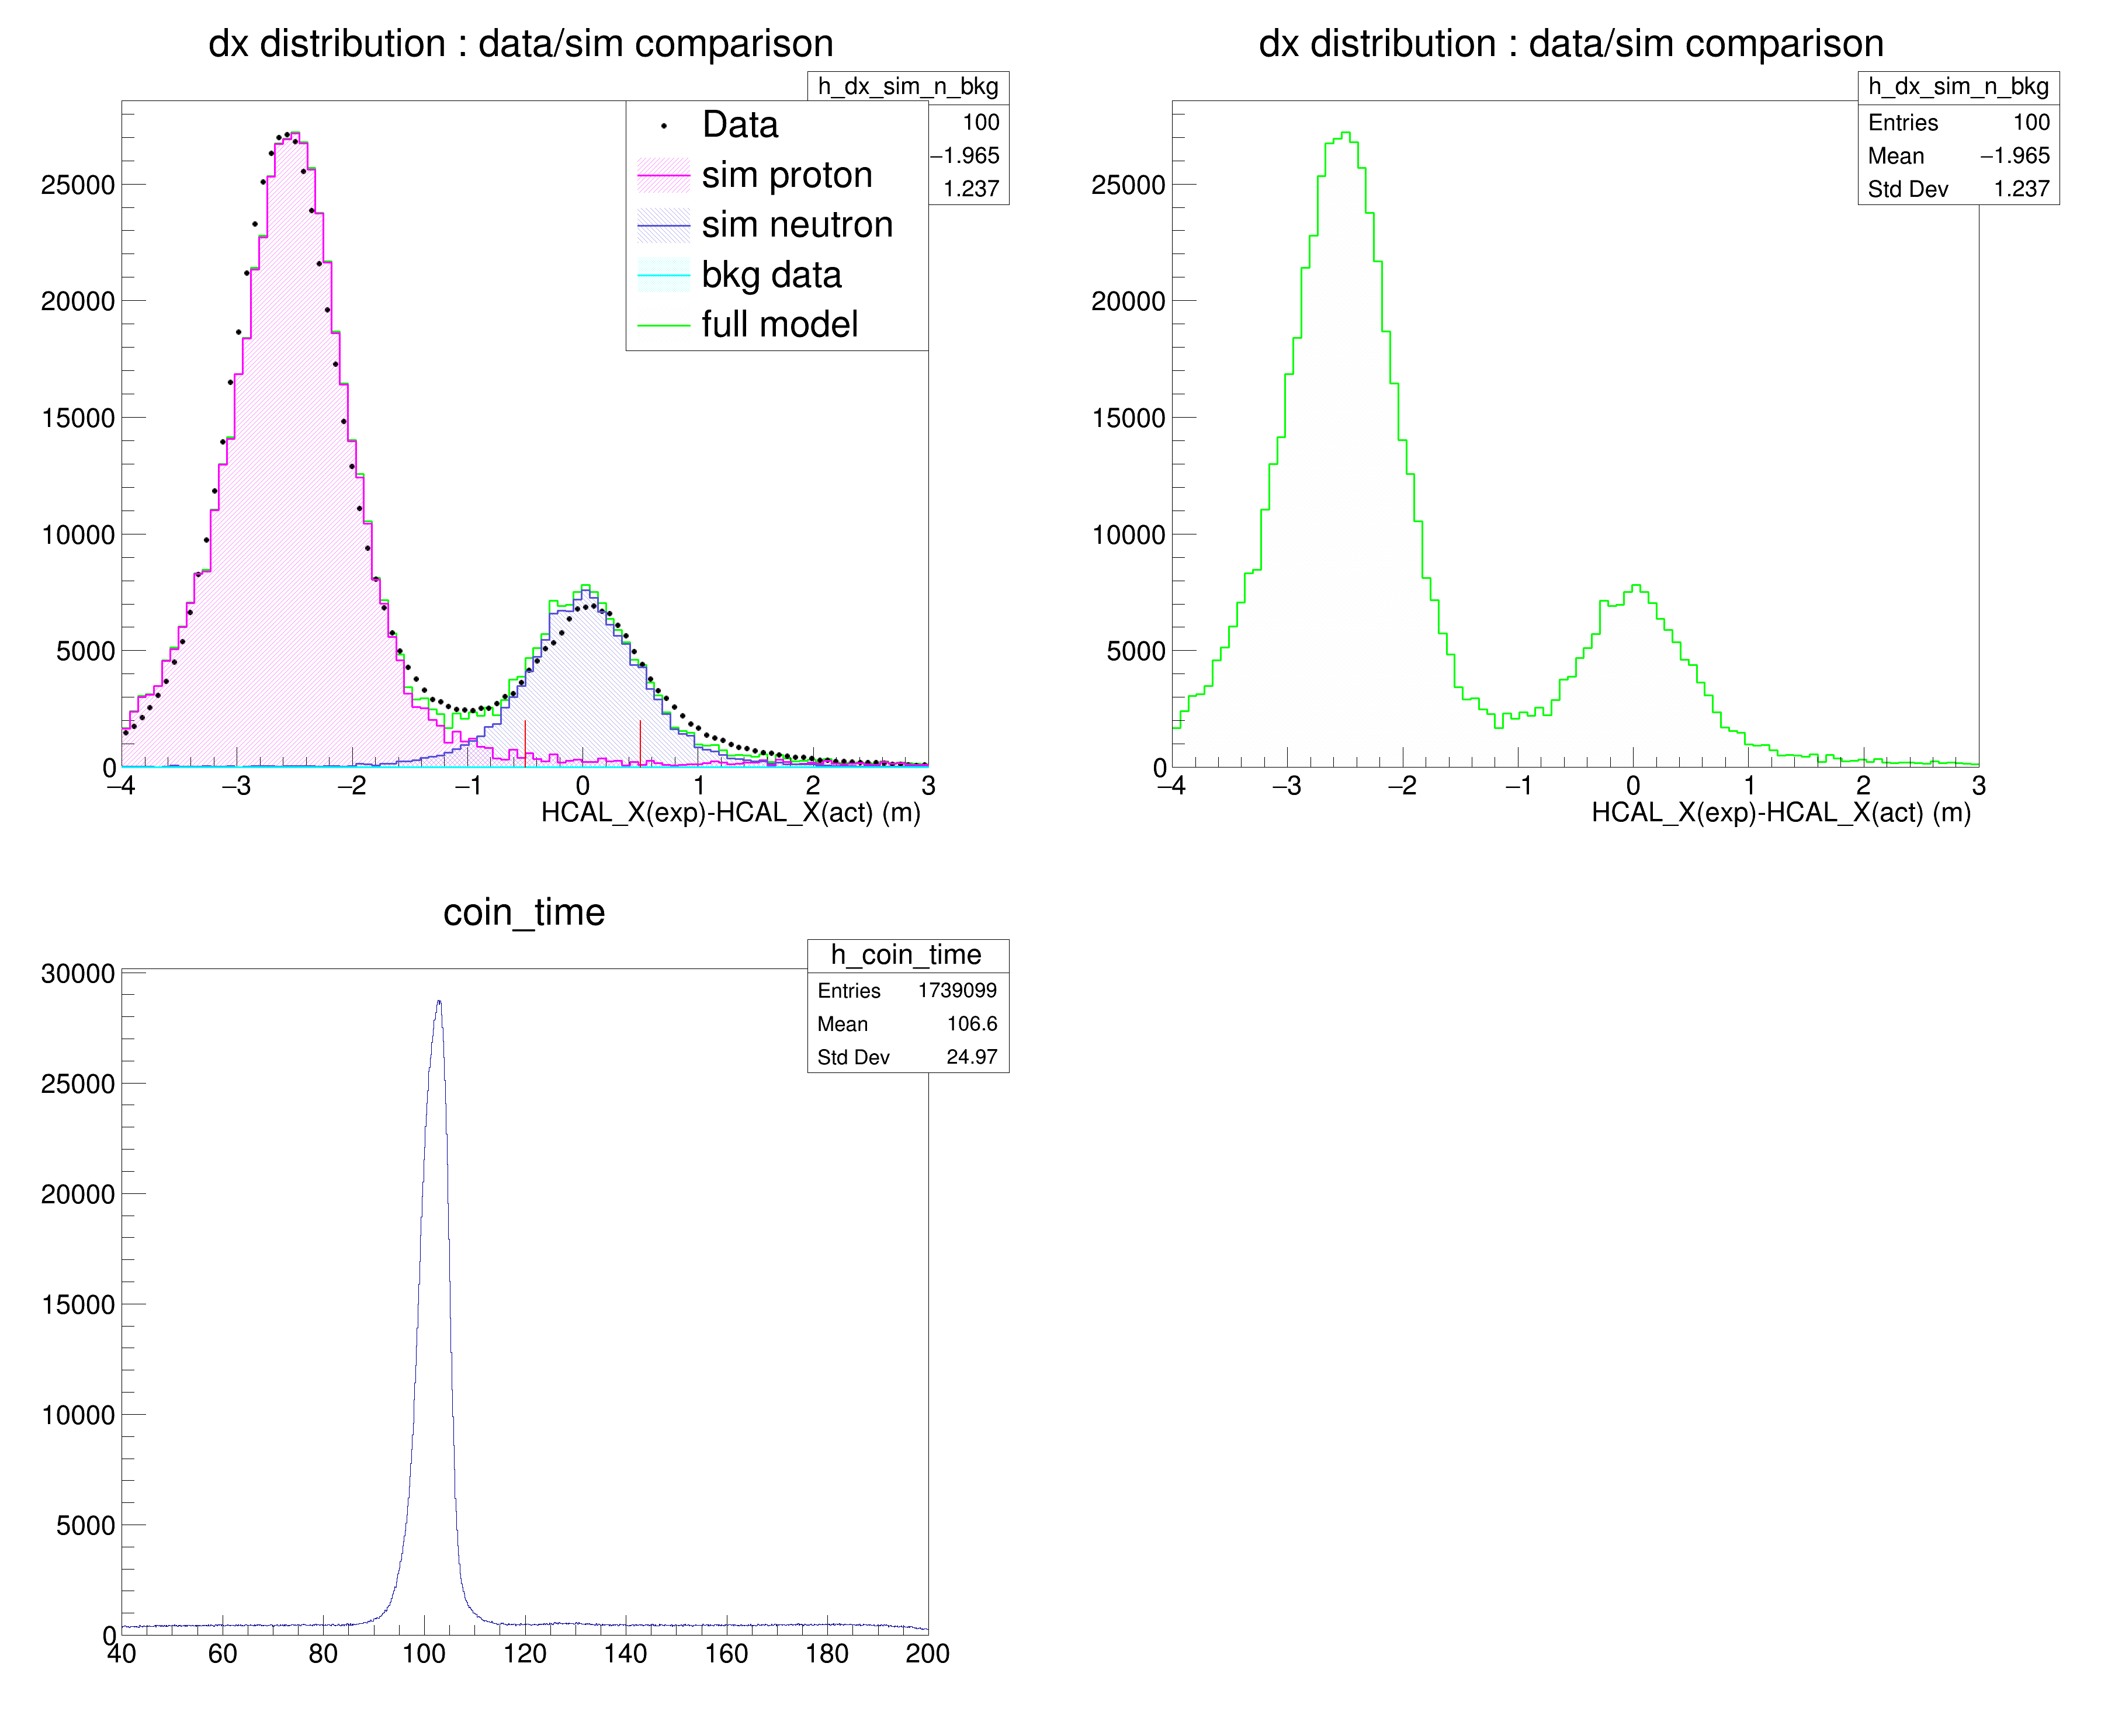 dx distribution : data/sim comparison
h_dx_sim_n_bkg
100
−1.965
1.237
Data
sim proton
sim neutron
bkg data
full model
25000
20000
15000
10000
5000
0
−4 −3 −2 −1 0 1 2 3
HCAL_X(exp)-HCAL_X(act) (m)
dx distribution : data/sim comparison
h_dx_sim_n_bkg
Entries 100
Mean −1.965
Std Dev 1.237
25000
20000
15000
10000
5000
0
−4 −3 −2 −1 0 1 2 3
HCAL_X(exp)-HCAL_X(act) (m)
coin_time
h_coin_time
Entries 1739099
Mean 106.6
Std Dev 24.97
30000
25000
20000
15000
10000
5000
0
40 60 80 100 120 140 160 180 200